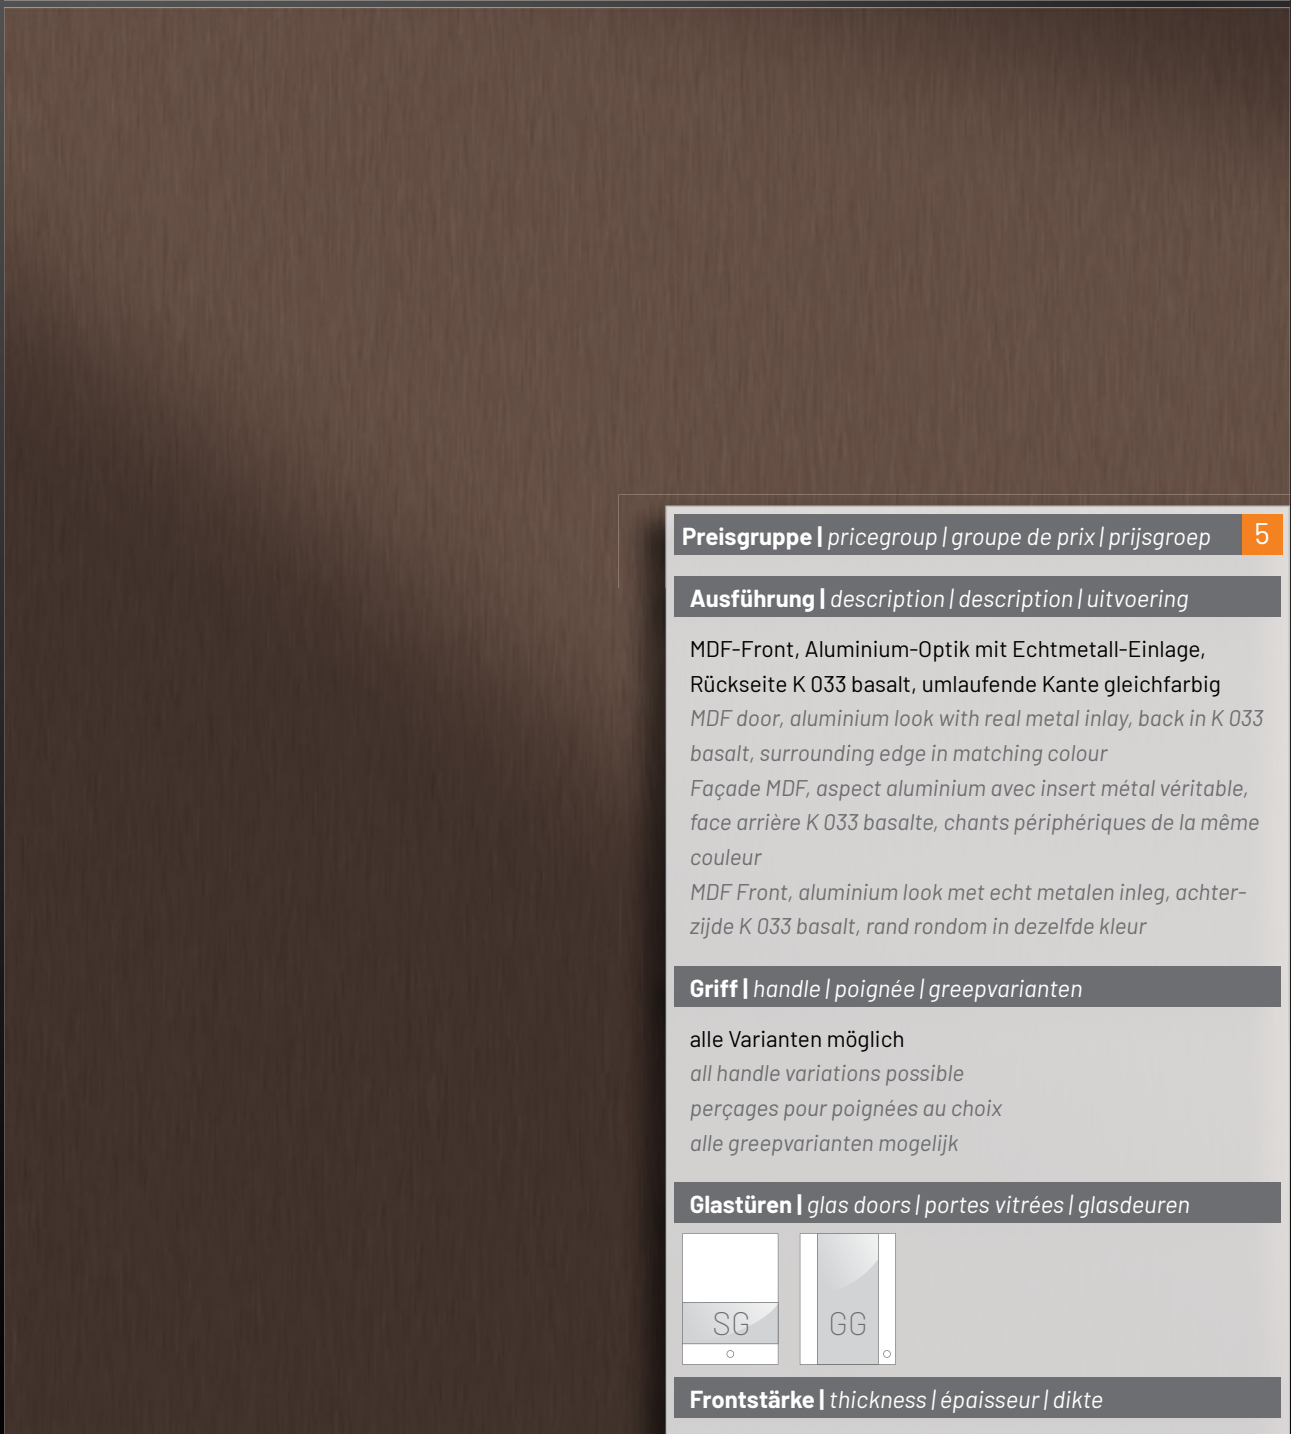 Preisgruppe | pricegroup | groupe de prix | prijsgroep 5
Ausführung | description | description | uitvoering
MDF-Front, Aluminium-Optik mit Echtmetall-Einlage,
Rückseite K 033 basalt, umlaufende Kante gleichfarbig
MDF door, aluminium look with real metal inlay, back in K 033
basalt, surrounding edge in matching colour
Façade MDF, aspect aluminium avec insert métal véritable,
face arrière K 033 basalte, chants périphériques de la même
couleur
MDF Front, aluminium look met echt metalen inleg, achter-
zijde K 033 basalt, rand rondom in dezelfde kleur
Griff | handle | poignée | greepvarianten
alle Varianten möglich
all handle variations possible
perçages pour poignées au choix
alle greepvarianten mogelijk
Glastüren | glas doors | portes vitrées | glasdeuren
SG GG
Frontstärke | thickness | épaisseur | dikte